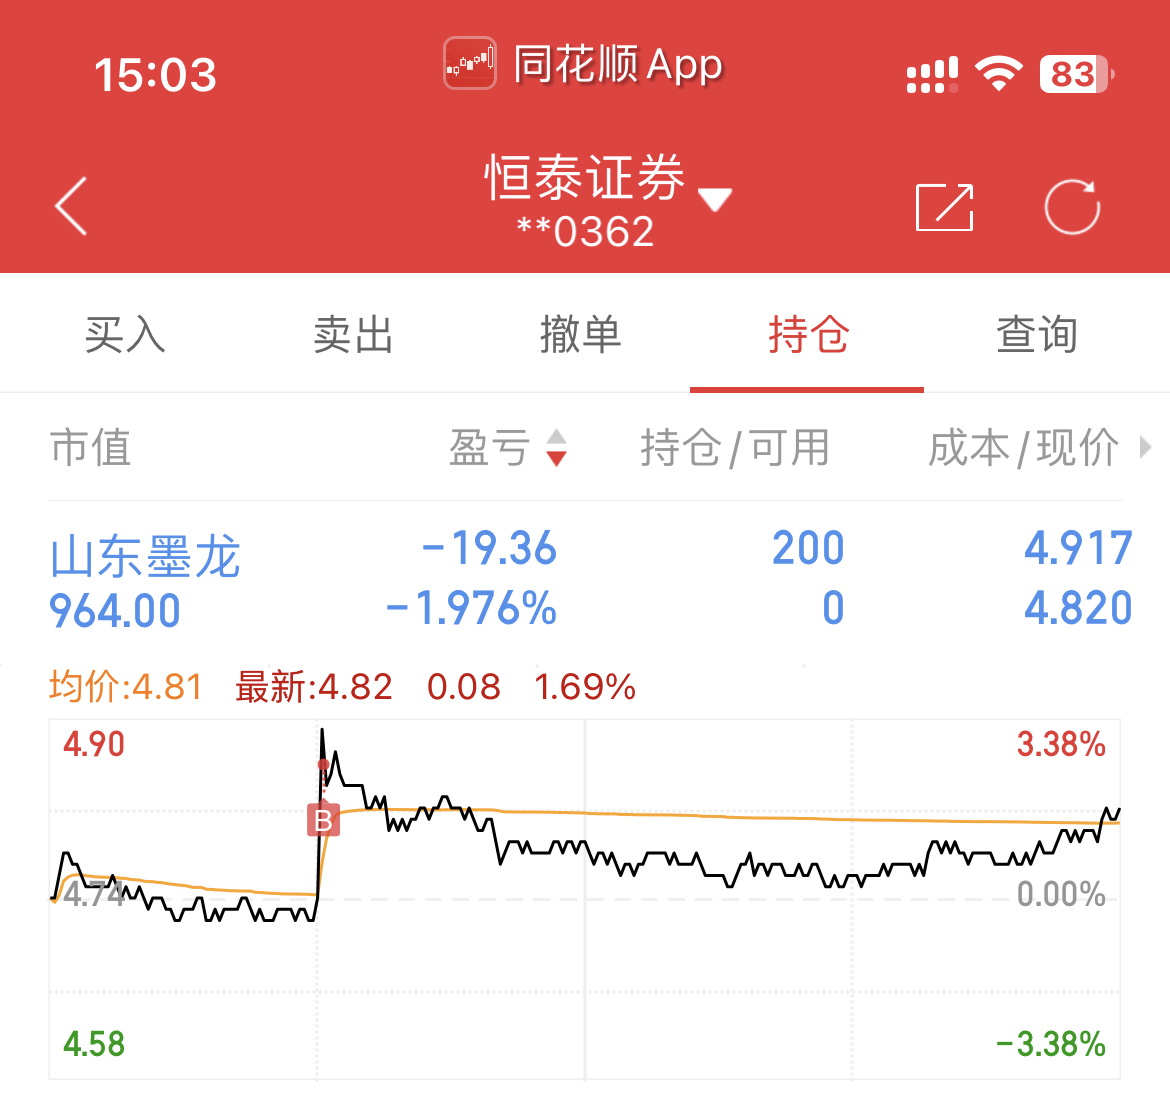 15:03 同花顺App 83
恒泰证券
**0362
买入 卖出 撤单 持仓 查询
市值 盈亏 持仓/可用 成本/现价
山东墨龙 -19.36 200 4.917
964.00 -1.976% 0 4.820
均价:4.81 最新:4.82 0.08 1.69%
4.90 3.38%
B
4.74 0.00%
4.58 -3.38%